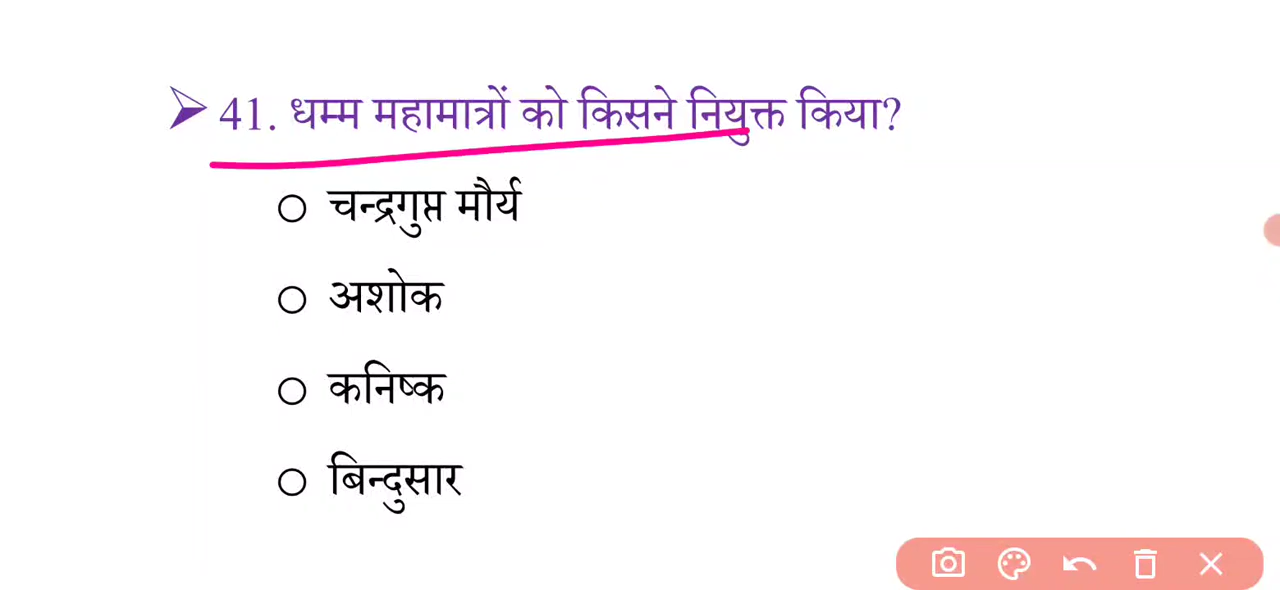 ➢ 41. धम्म महामात्रों को किसने नियुक्त किया?
○ चन्द्रगुप्त मौर्य
○ अशोक
○ कनिष्क
○ बिन्दुसार